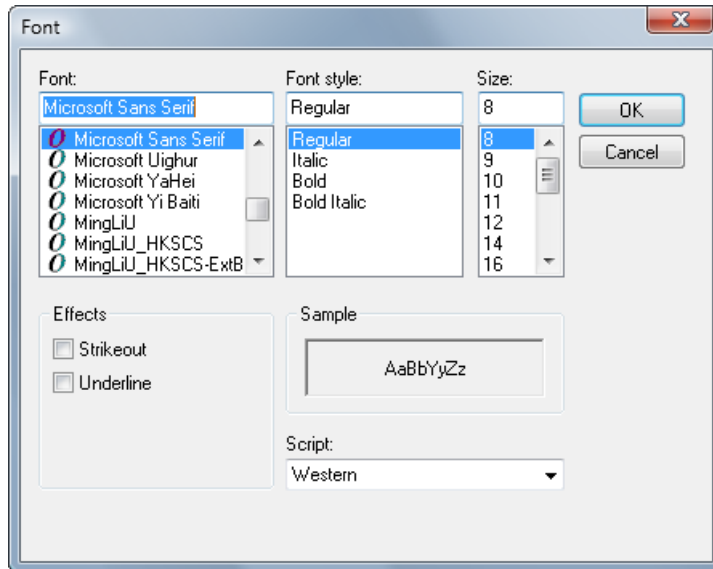 Font
Font: Font style: Size:
Microsoft Sans Serif Regular 8 OK
Microsoft Sans Serif Regular 8
Microsoft Uighur Italic 9 Cancel
Microsoft YaHei Bold 10
Microsoft Yi Baiti Bold Italic 11
MingLiU 12
MingLiU_HKSCS 14
MingLiU_HKSCS-ExtB 16
Effects Sample
Strikeout
AaBbYyZz
Underline
Script:
Western